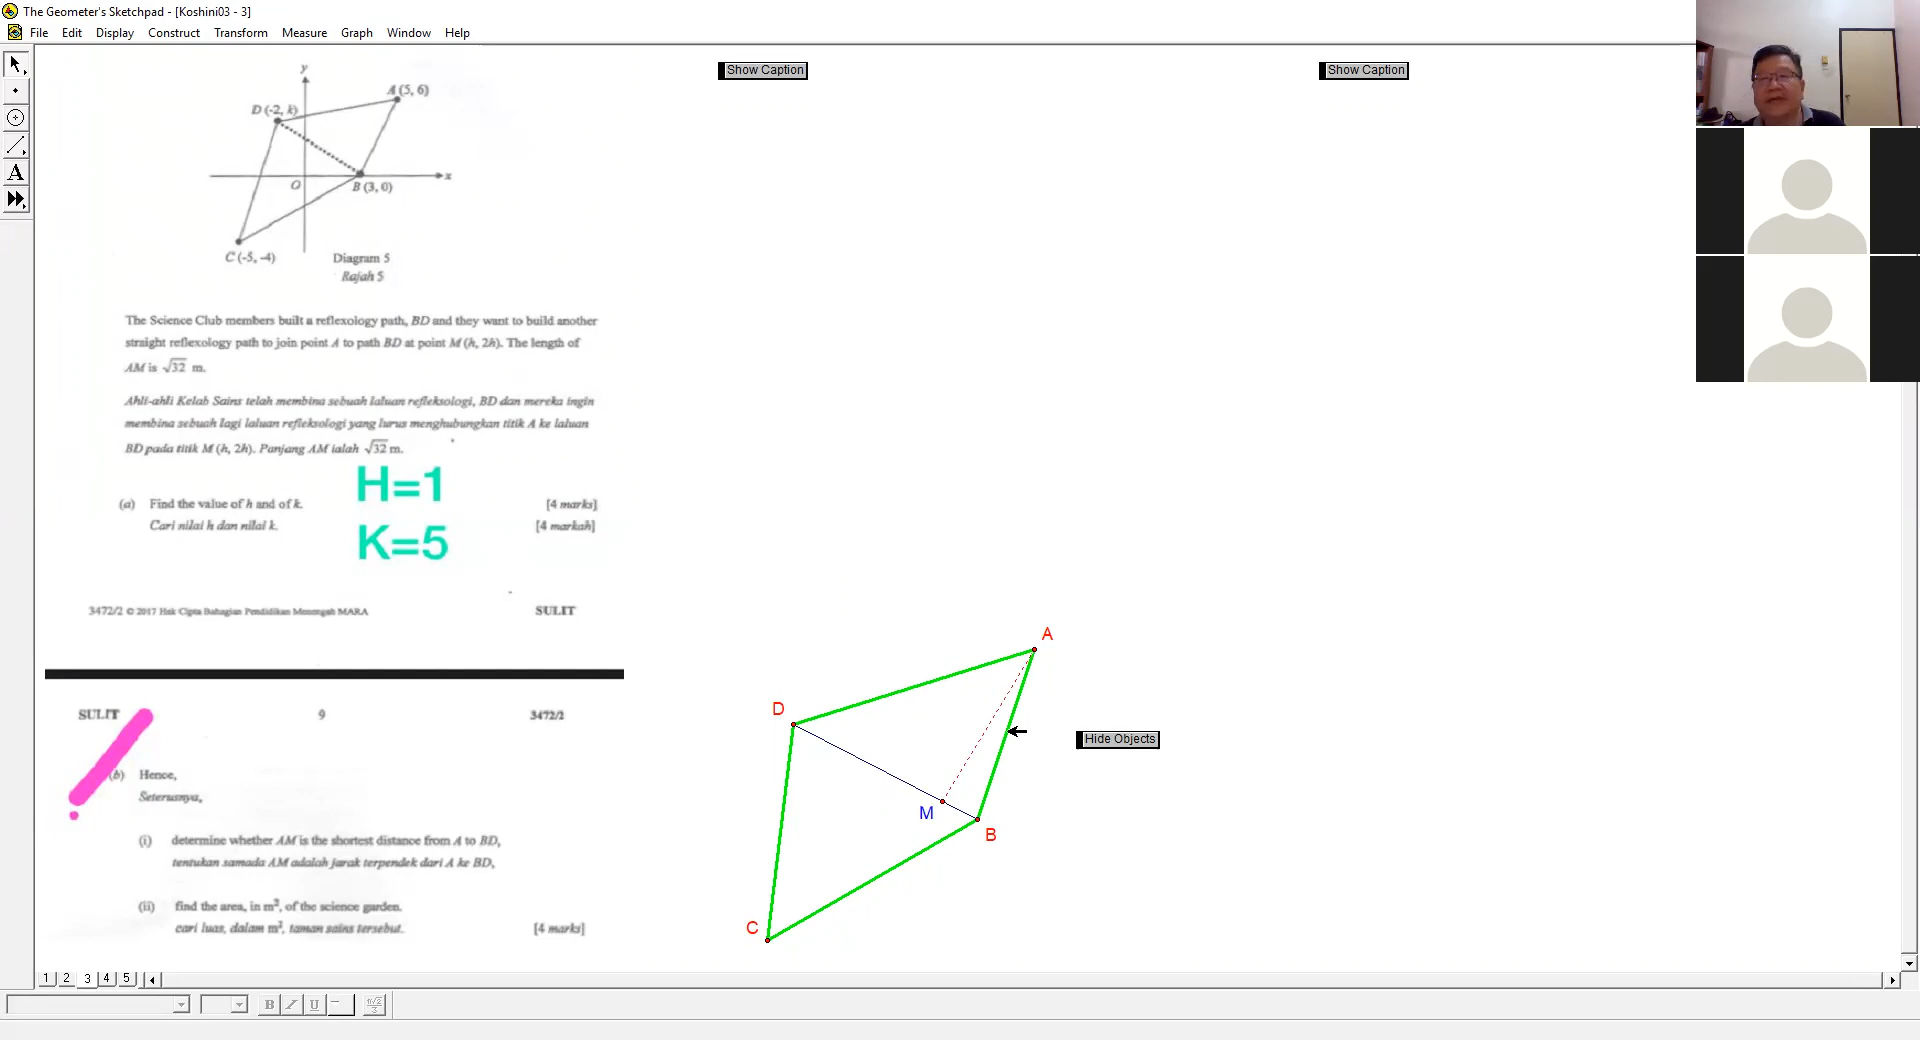 The Geometer's Sketchpad - [Koshini03 - 3]
File Edit Display Construct Transform Measure Graph Window Help
Show Caption
Show Caption
y
A (5, 6)
D (-2, k)
x
O
B (3, 0)
C (-5, -4)
Diagram 5
Rajah 5
The Science Club members built a reflexology path, BD and they want to build another
straight reflexology path to join point A to path BD at point M (h, 2h). The length of
AM is √32 m.
Ahli-ahli Kelab Sains telah membina sebuah laluan refleksologi, BD dan mereka ingin
membina sebuah lagi laluan refleksologi yang lurus menghubungkan titik A ke laluan
BD pada titik M (h, 2h). Panjang AM ialah √32 m.
H=1
(a) Find the value of h and of k. [4 marks]
Cari nilai h dan nilai k. [4 markah]
K=5
3472/2 © 2017 Hak Cipta Bahagian Pendidikan Menengah MARA SULIT
SULIT 9 3472/2
(b) Hence,
Seterusnya,
(i) determine whether AM is the shortest distance from A to BD,
tentukan samada AM adalah jarak terpendek dari A ke BD,
(ii) find the area, in m², of the science garden.
cari luas, dalam m², taman sains tersebut. [4 marks]
A
D
Hide Objects
M
B
C
1 2 3 4 5
A
B I U